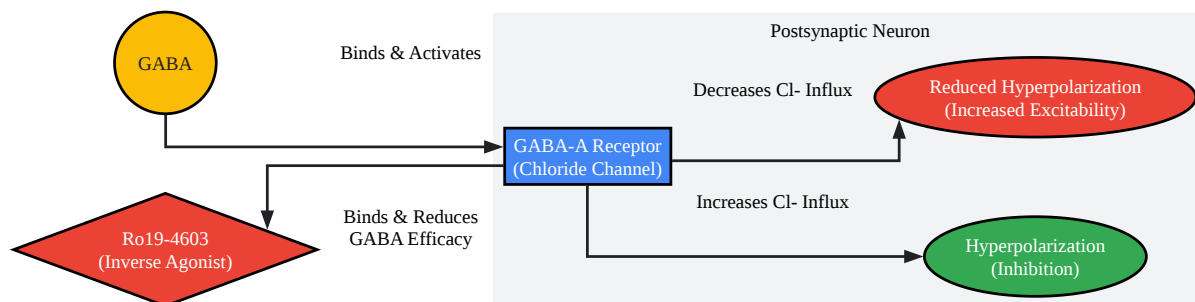 GABA
Binds & Activates
Postsynaptic Neuron
Decreases Cl- Influx
Reduced Hyperpolarization
(Increased Excitability)
GABA-A Receptor
(Chloride Channel)
Increases Cl- Influx
Binds & Reduces
GABA Efficacy
Ro19-4603
(Inverse Agonist)
Hyperpolarization
(Inhibition)